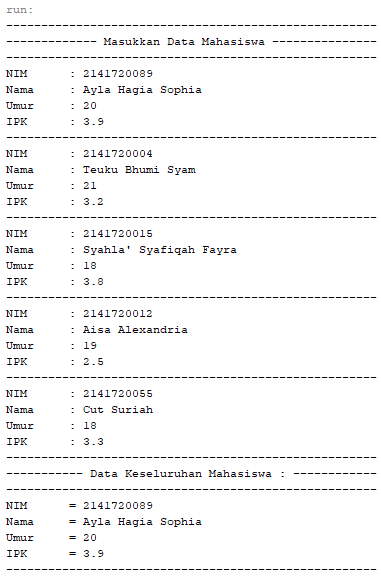 run:
-----------------------------------------------------
------------- Masukkan Data Mahasiswa ---------------
-----------------------------------------------------
NIM      : 2141720089
Nama     : Ayla Hagia Sophia
Umur     : 20
IPK      : 3.9
-----------------------------------------------------
NIM      : 2141720004
Nama     : Teuku Bhumi Syam
Umur     : 21
IPK      : 3.2
-----------------------------------------------------
NIM      : 2141720015
Nama     : Syahla' Syafiqah Fayra
Umur     : 18
IPK      : 3.8
-----------------------------------------------------
NIM      : 2141720012
Nama     : Aisa Alexandria
Umur     : 19
IPK      : 2.5
-----------------------------------------------------
NIM      : 2141720055
Nama     : Cut Suriah
Umur     : 18
IPK      : 3.3
-----------------------------------------------------
----------- Data Keseluruhan Mahasiswa : ------------
-----------------------------------------------------
NIM      = 2141720089
Nama     = Ayla Hagia Sophia
Umur     = 20
IPK      = 3.9
-----------------------------------------------------